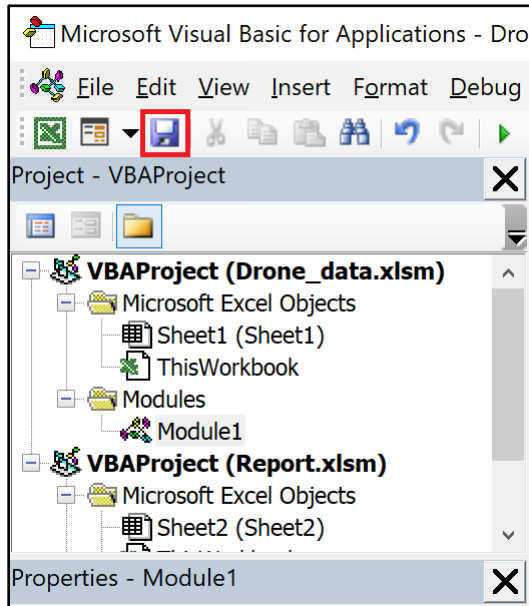 Microsoft Visual Basic for Applications - Dro
File Edit View Insert Format Debug
Project - VBAProject
VBAProject (Drone_data.xlsm)
Microsoft Excel Objects
Sheet1 (Sheet1)
ThisWorkbook
Modules
Module1
VBAProject (Report.xlsm)
Microsoft Excel Objects
Sheet2 (Sheet2)
Properties - Module1